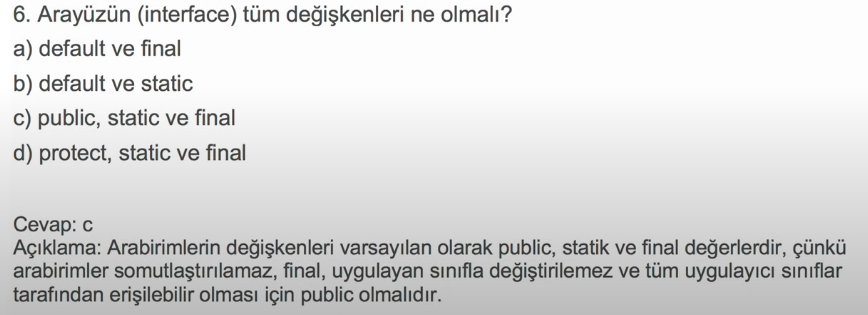 6. Arayüzün (interface) tüm değişkenleri ne olmalı?
a) default ve final
b) default ve static
c) public, static ve final
d) protect, static ve final
Cevap: c
Açıklama: Arabirimlerin değişkenleri varsayılan olarak public, statik ve final değerlerdir, çünkü
arabirimler somutlaştırılamaz, final, uygulayan sınıfla değiştirilemez ve tüm uygulayıcı sınıflar
tarafından erişilebilir olması için public olmalıdır.